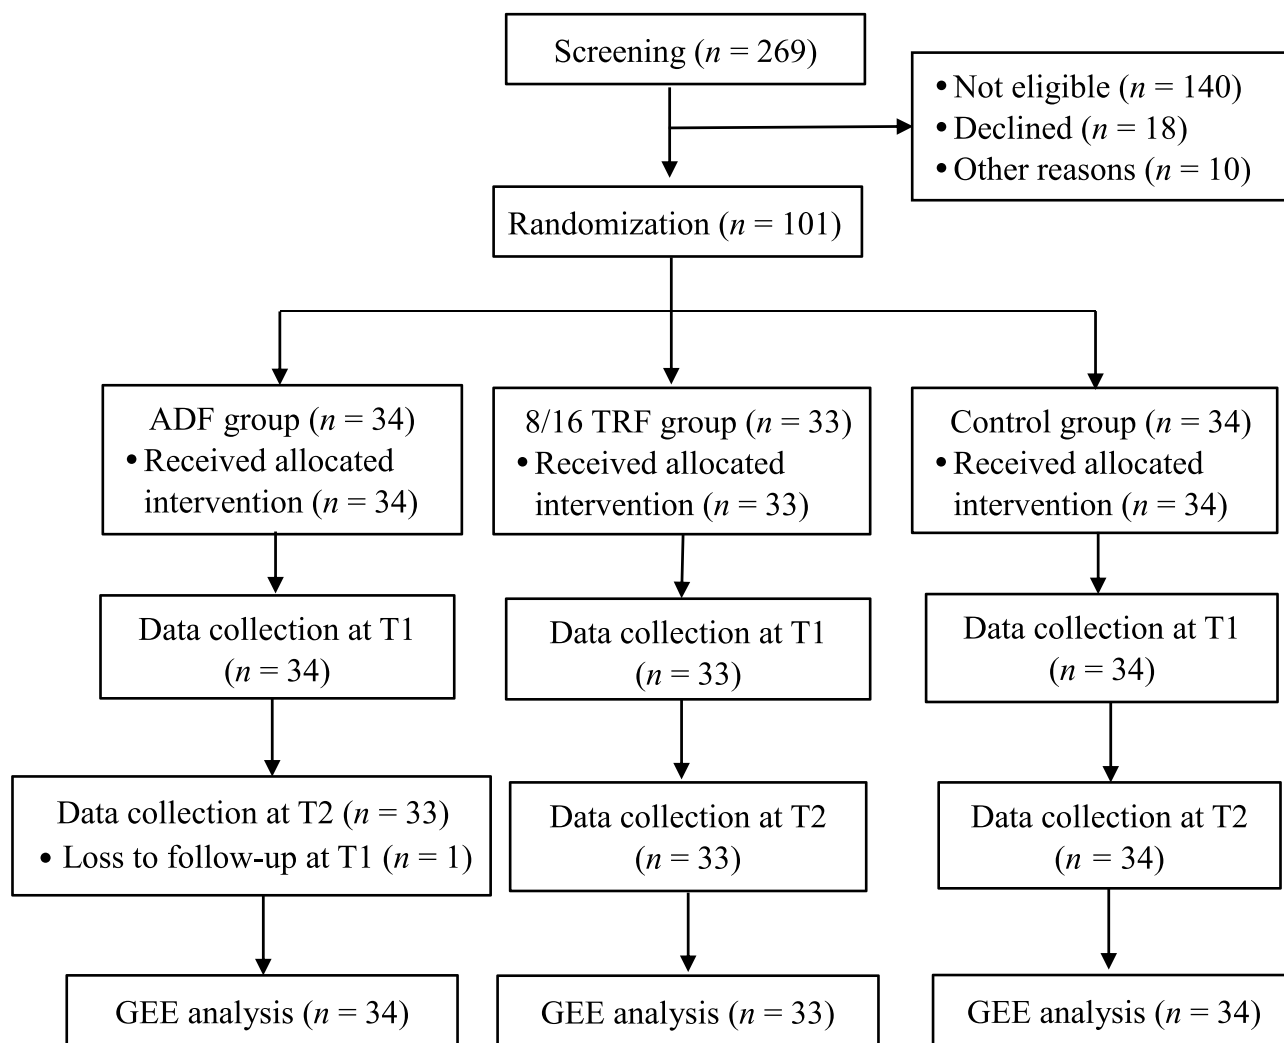 Screening (n = 269)
• Not eligible (n = 140)
• Declined (n = 18)
• Other reasons (n = 10)
Randomization (n = 101)
ADF group (n = 34)
• Received allocated
intervention (n = 34)
8/16 TRF group (n = 33)
• Received allocated
intervention (n = 33)
Control group (n = 34)
• Received allocated
intervention (n = 34)
Data collection at T1
(n = 34)
Data collection at T1
(n = 33)
Data collection at T1
(n = 34)
Data collection at T2 (n = 33)
• Loss to follow-up at T1 (n = 1)
Data collection at T2
(n = 33)
Data collection at T2
(n = 34)
GEE analysis (n = 34)
GEE analysis (n = 33)
GEE analysis (n = 34)